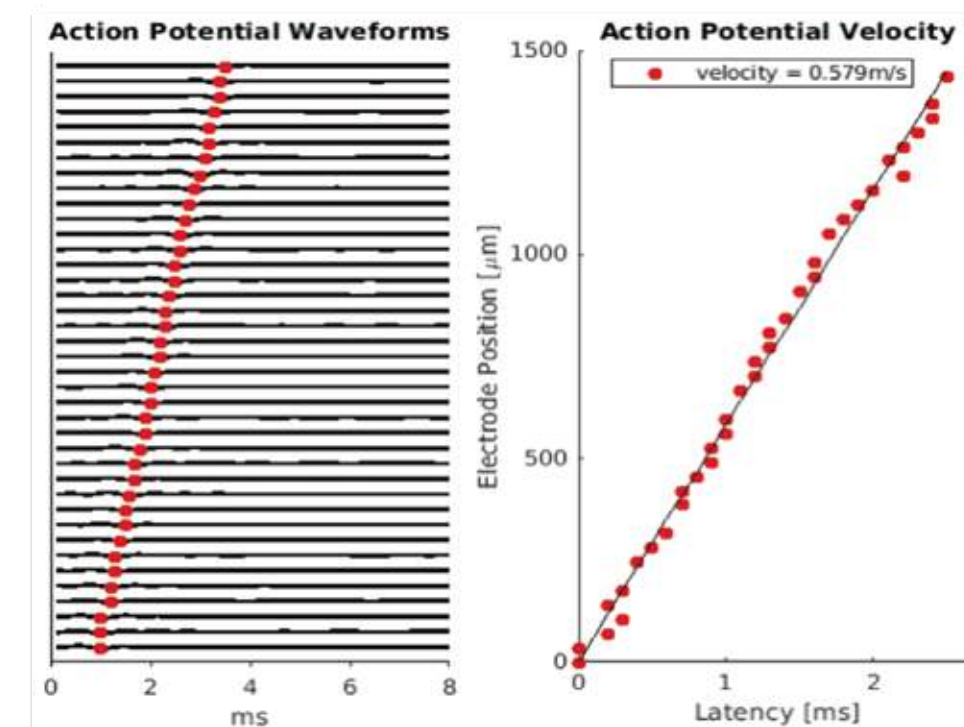 Action Potential Waveforms
0 2 4 6 8
ms
Action Potential Velocity
velocity = 0.579m/s
Electrode Position [μm]
1500
1000
500
0
0 1 2
Latency [ms]